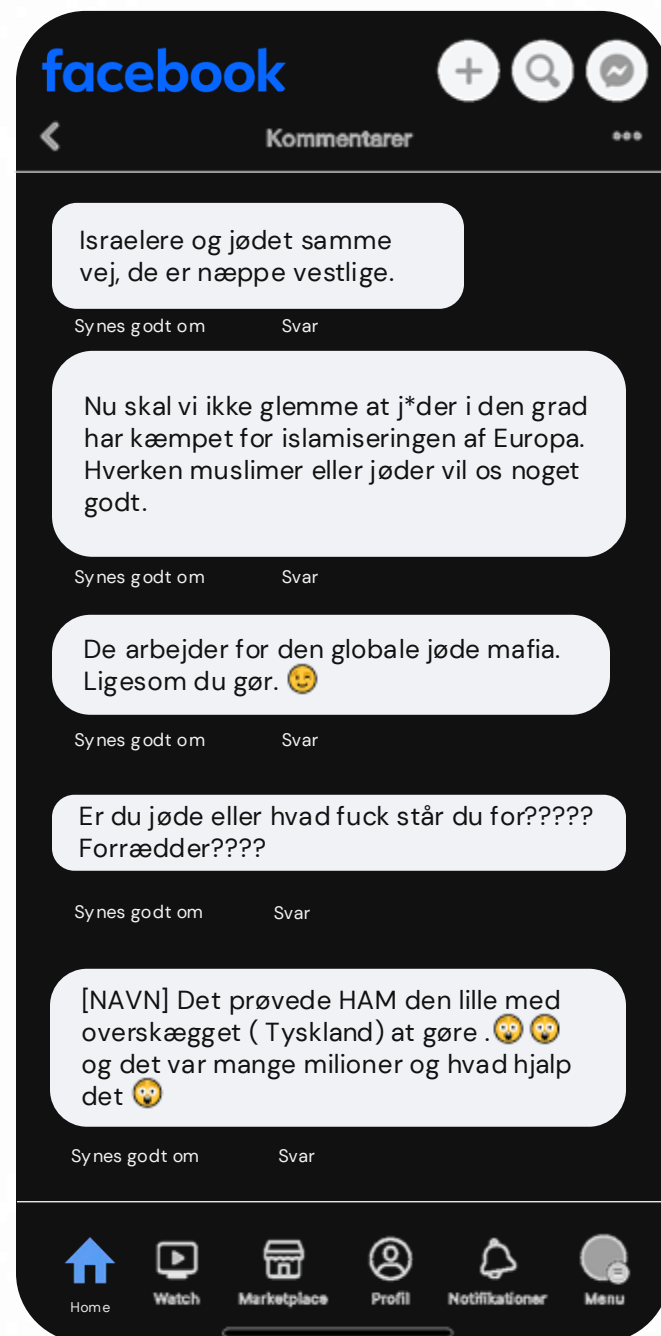 facebook
Kommentarer
Israelere og jødet samme
vej, de er næppe vestlige.
Synes godt om Svar
Nu skal vi ikke glemme at j*der i den grad
har kæmpet for islamiseringen af Europa.
Hverken muslimer eller jøder vil os noget
godt.
Synes godt om Svar
De arbejder for den globale jøde mafia.
Ligesom du gør. 😉
Synes godt om Svar
Er du jøde eller hvad fuck står du for?????
Forrædder????
Synes godt om Svar
[NAVN] Det prøvede HAM den lille med
overskægget ( Tyskland) at gøre .😲 😲
og det var mange milioner og hvad hjalp
det 😲
Synes godt om Svar
Home Watch Marketplace Profil Notifikationer Menu